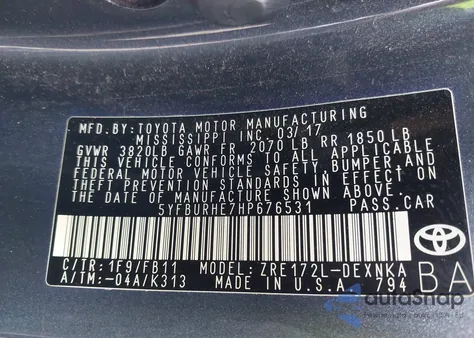 MFD. BY: TOYOTA MOTOR MANUFACTURING
MISSISSIPPI INC. 03/17
GVWR 3820LB GAWR FR 2070 LB RR 1850 LB
THIS VEHICLE CONFORMS TO ALL APPLICABLE
FEDERAL MOTOR VEHICLE SAFETY, BUMPER, AND
THEFT PREVENTION STANDARDS IN EFFECT ON
THE DATE OF MANUFACTURE SHOWN ABOVE.
5YFBURHE7HP676531 PASS. CAR
C/TR: 1F9/FB11 MODEL: ZRE172L-DEXNKA
A/TM: -04A/K313 MADE IN U.S.A. 794
BA
TOYOTA
autoSnap